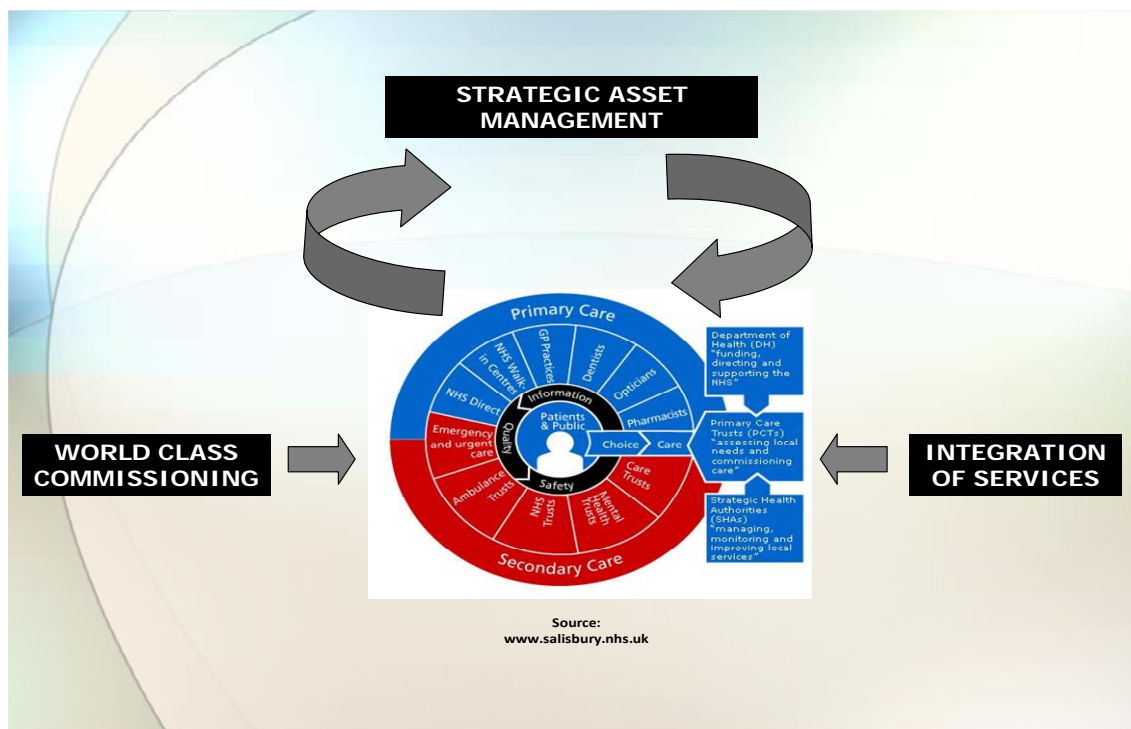 STRATEGIC ASSET
MANAGEMENT
Primary Care
NHS Direct
NHS Walk-
in Centres
GP Practices
Dentists
Opticians
Pharmacists
Information
Quality
Safety
Patients
& Public
Choice
Care
Emergency
and urgent
care
Ambulance
Trusts
NHS
Trusts
Mental
Health
Trusts
Care
Trusts
Secondary Care
Department of
Health (DH)
"funding,
directing and
supporting the
NHS"
Primary Care
Trusts (PCTs)
"assessing local
needs and
commissioning
care"
Strategic Health
Authorities
(SHAs)
"managing,
monitoring and
improving local
services"
WORLD CLASS
COMMISSIONING
INTEGRATION
OF SERVICES
Source:
www.salisbury.nhs.uk